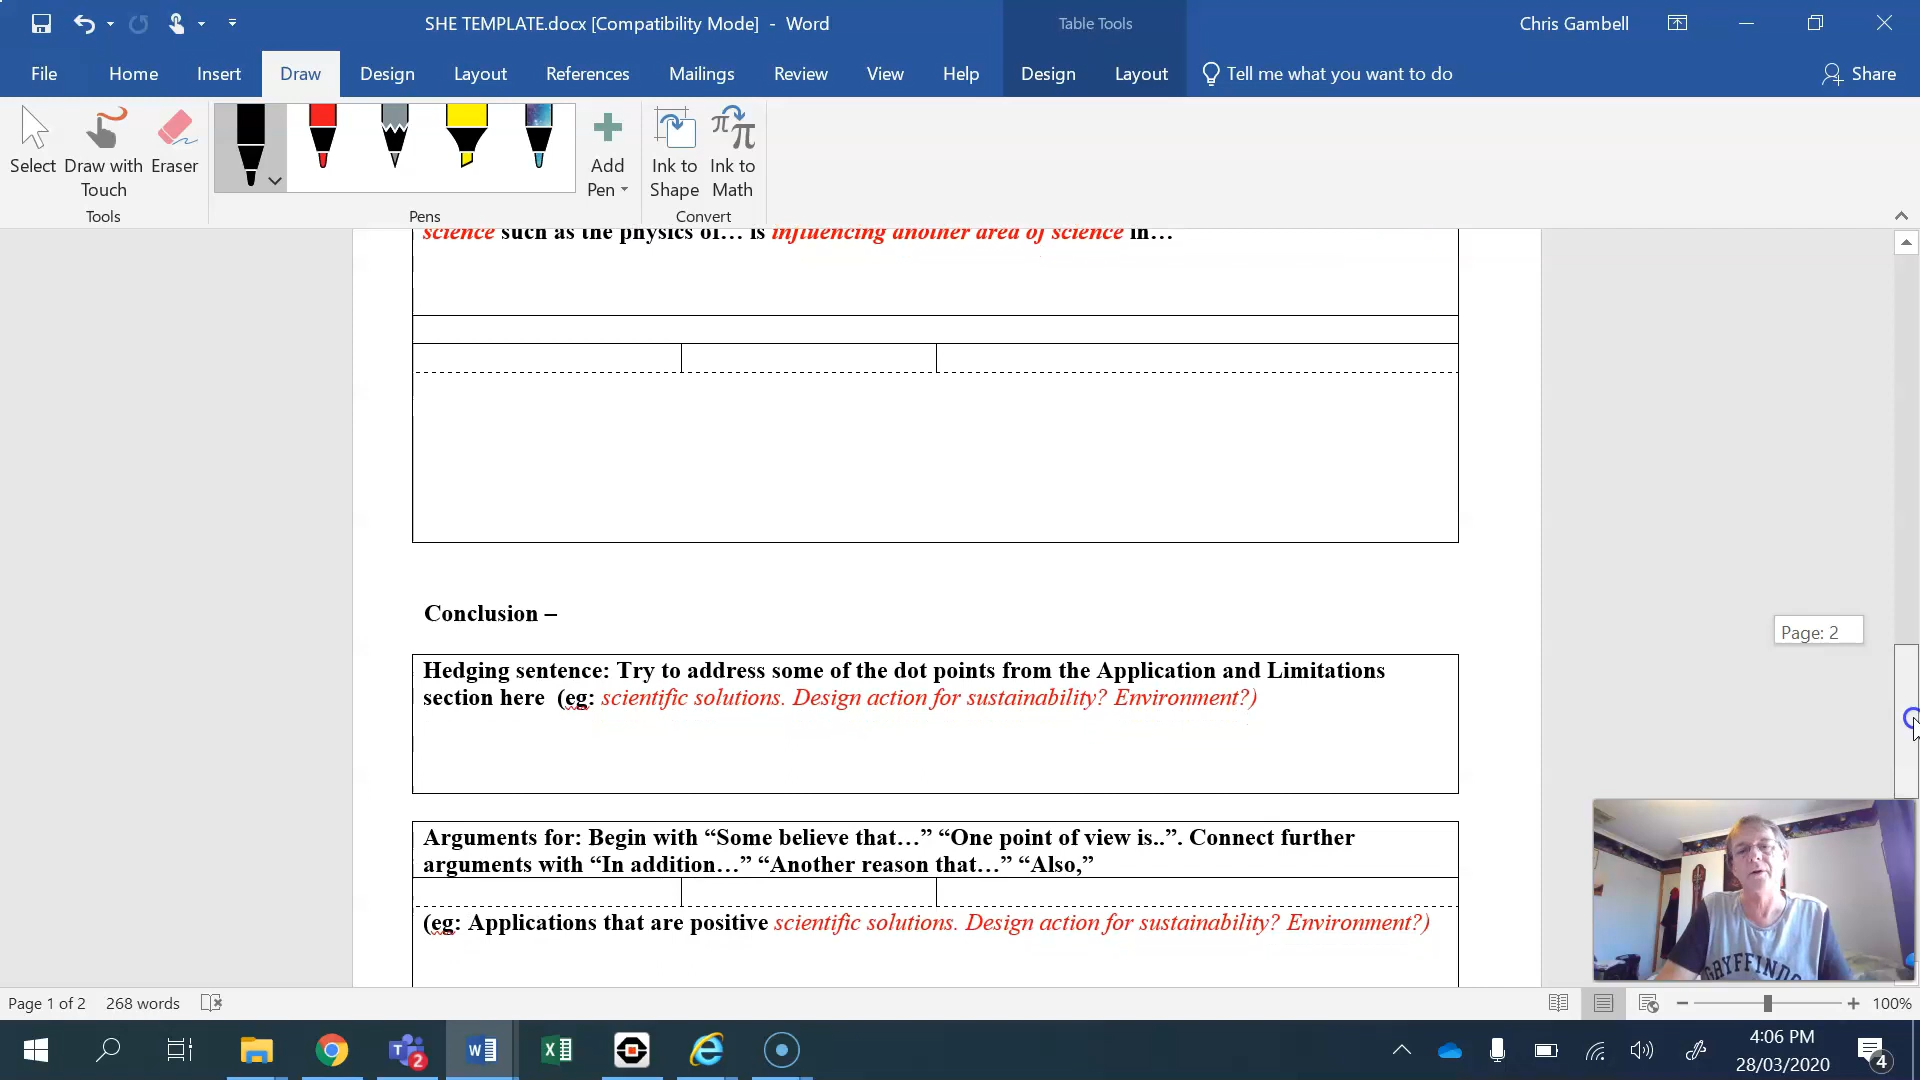 SHE TEMPLATE.docx [Compatibility Mode] - Word
Table Tools
Chris Gambell
File Home Insert Draw Design Layout References Mailings Review View Help Design Layout Tell me what you want to do Share
Select
Draw with
Touch
Eraser
Add
Pen
Ink to
Shape
Ink to
Math
Tools
Pens
Convert
science such as the physics of… is influencing another area of science in…
Conclusion –
Page: 2
Hedging sentence: Try to address some of the dot points from the Application and Limitations
section here (eg: scientific solutions. Design action for sustainability? Environment?)
Arguments for: Begin with “Some believe that…” “One point of view is..”. Connect further
arguments with “In addition…” “Another reason that…” “Also,”
(eg: Applications that are positive scientific solutions. Design action for sustainability? Environment?)
GAYFFINDO
Page 1 of 2 268 words
100%
2
4:06 PM
28/03/2020
4